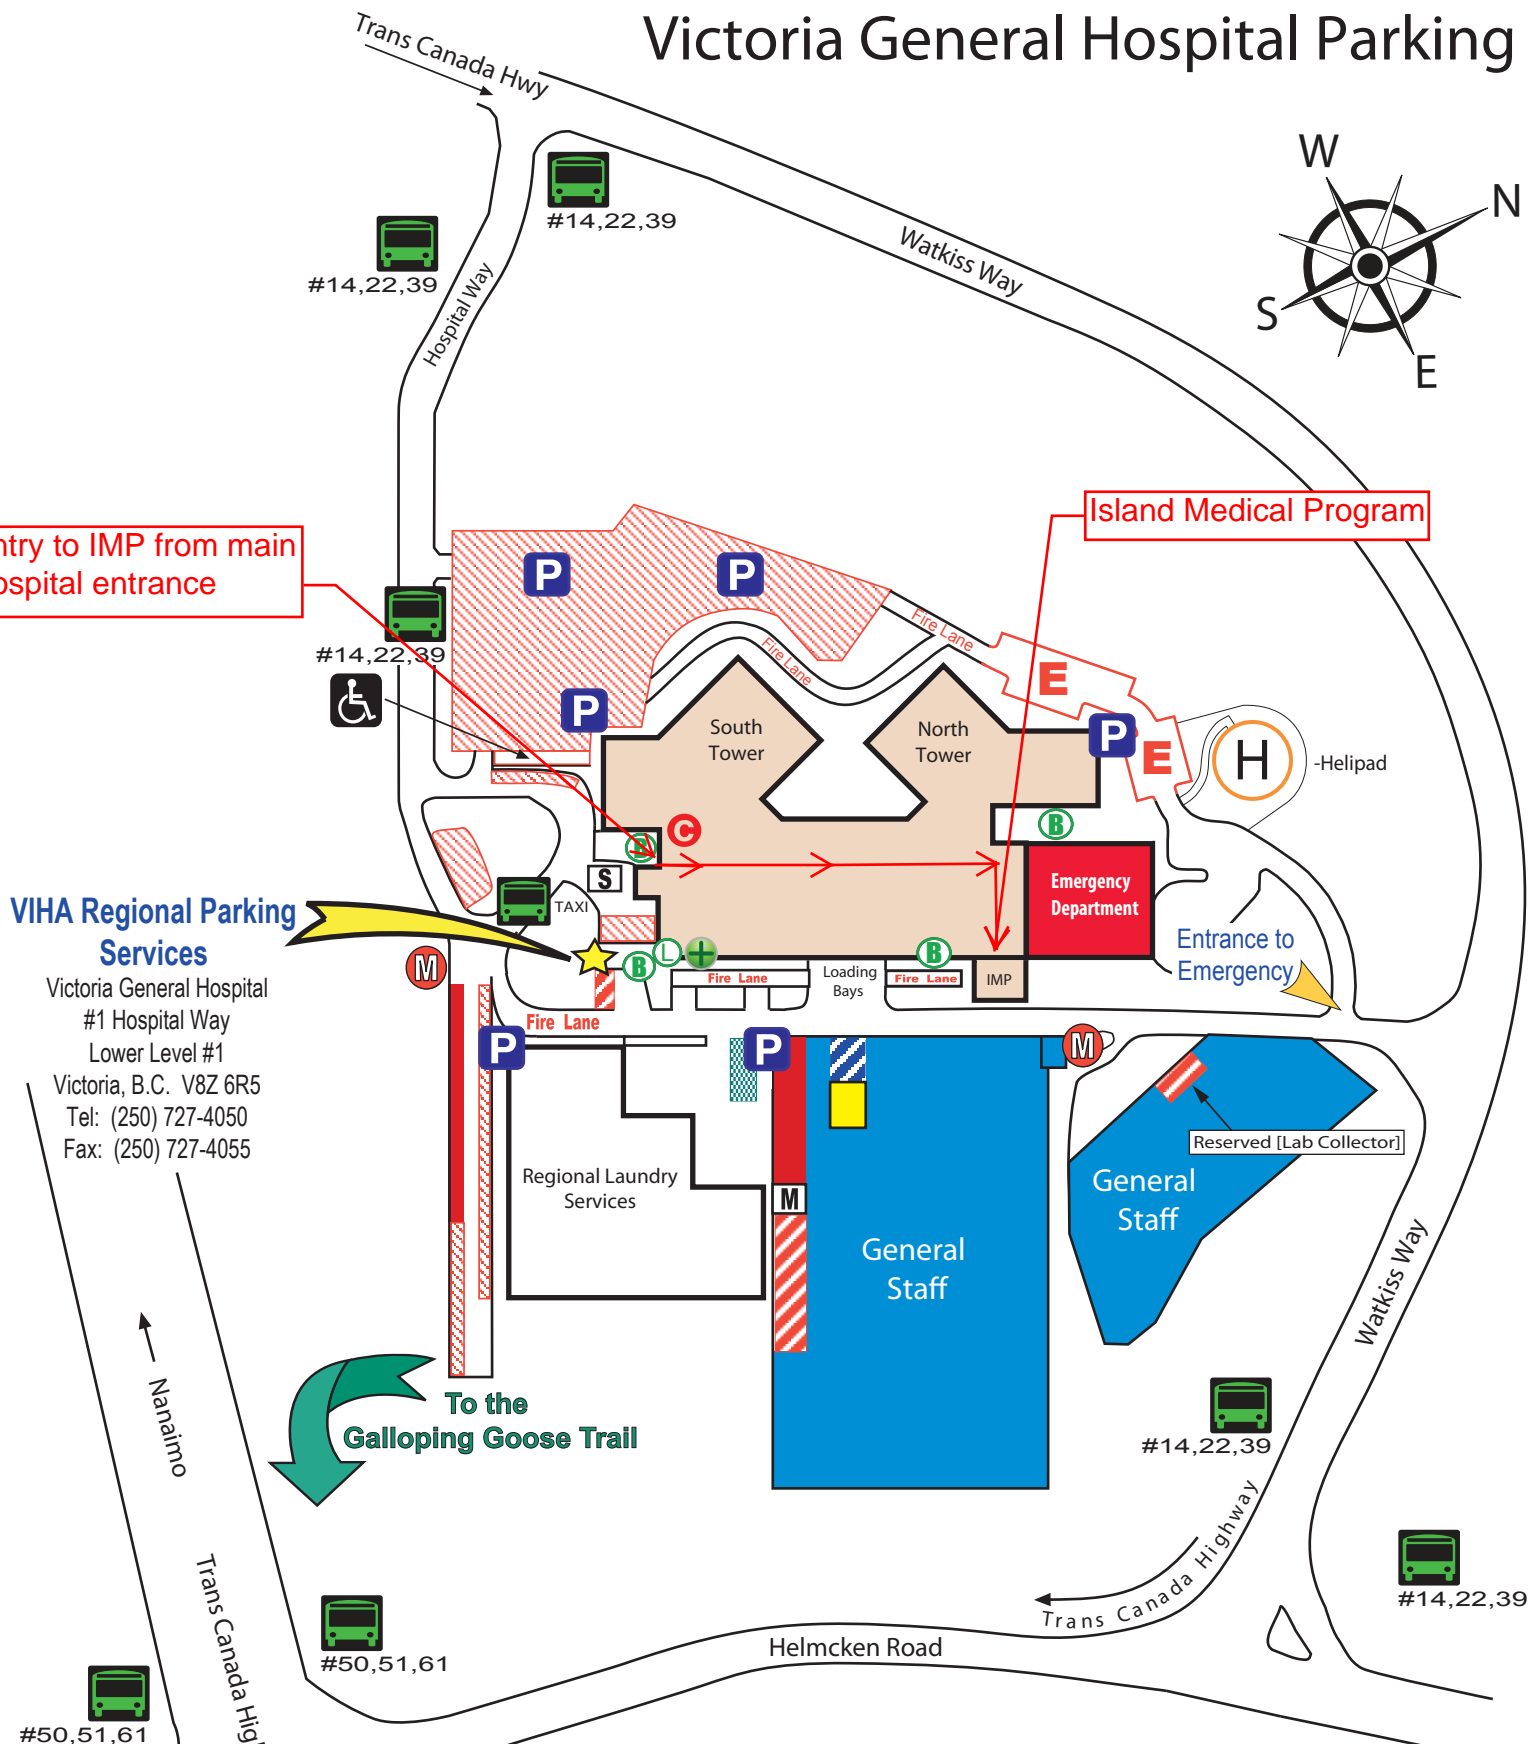 Victoria General Hospital Parking
Trans Canada Hwy
W
N
S
E
#14,22,39
#14,22,39
Hospital Way
Watkiss Way
Island Medical Program
ntry to IMP from main
ospital entrance
P
P
#14,22,39
Fire Lane
Fire Lane
E
P
P
E
H
-Helipad
South
Tower
North
Tower
C
B
B
S
TAXI
Emergency
Department
VIHA Regional Parking
Services
Victoria General Hospital
#1 Hospital Way
Lower Level #1
Victoria, B.C. V8Z 6R5
Tel: (250) 727-4050
Fax: (250) 727-4055
M
B
L
B
Fire Lane
Loading
Bays
Fire Lane
IMP
Entrance to
Emergency
Fire Lane
P
P
M
Reserved [Lab Collector]
Regional Laundry
Services
M
General
Staff
General
Staff
Watkiss Way
Nanaimo
To the
Galloping Goose Trail
#14,22,39
Trans Canada Highway
#14,22,39
Trans Canada Hig
#50,51,61
Helmcken Road
#50,51,61